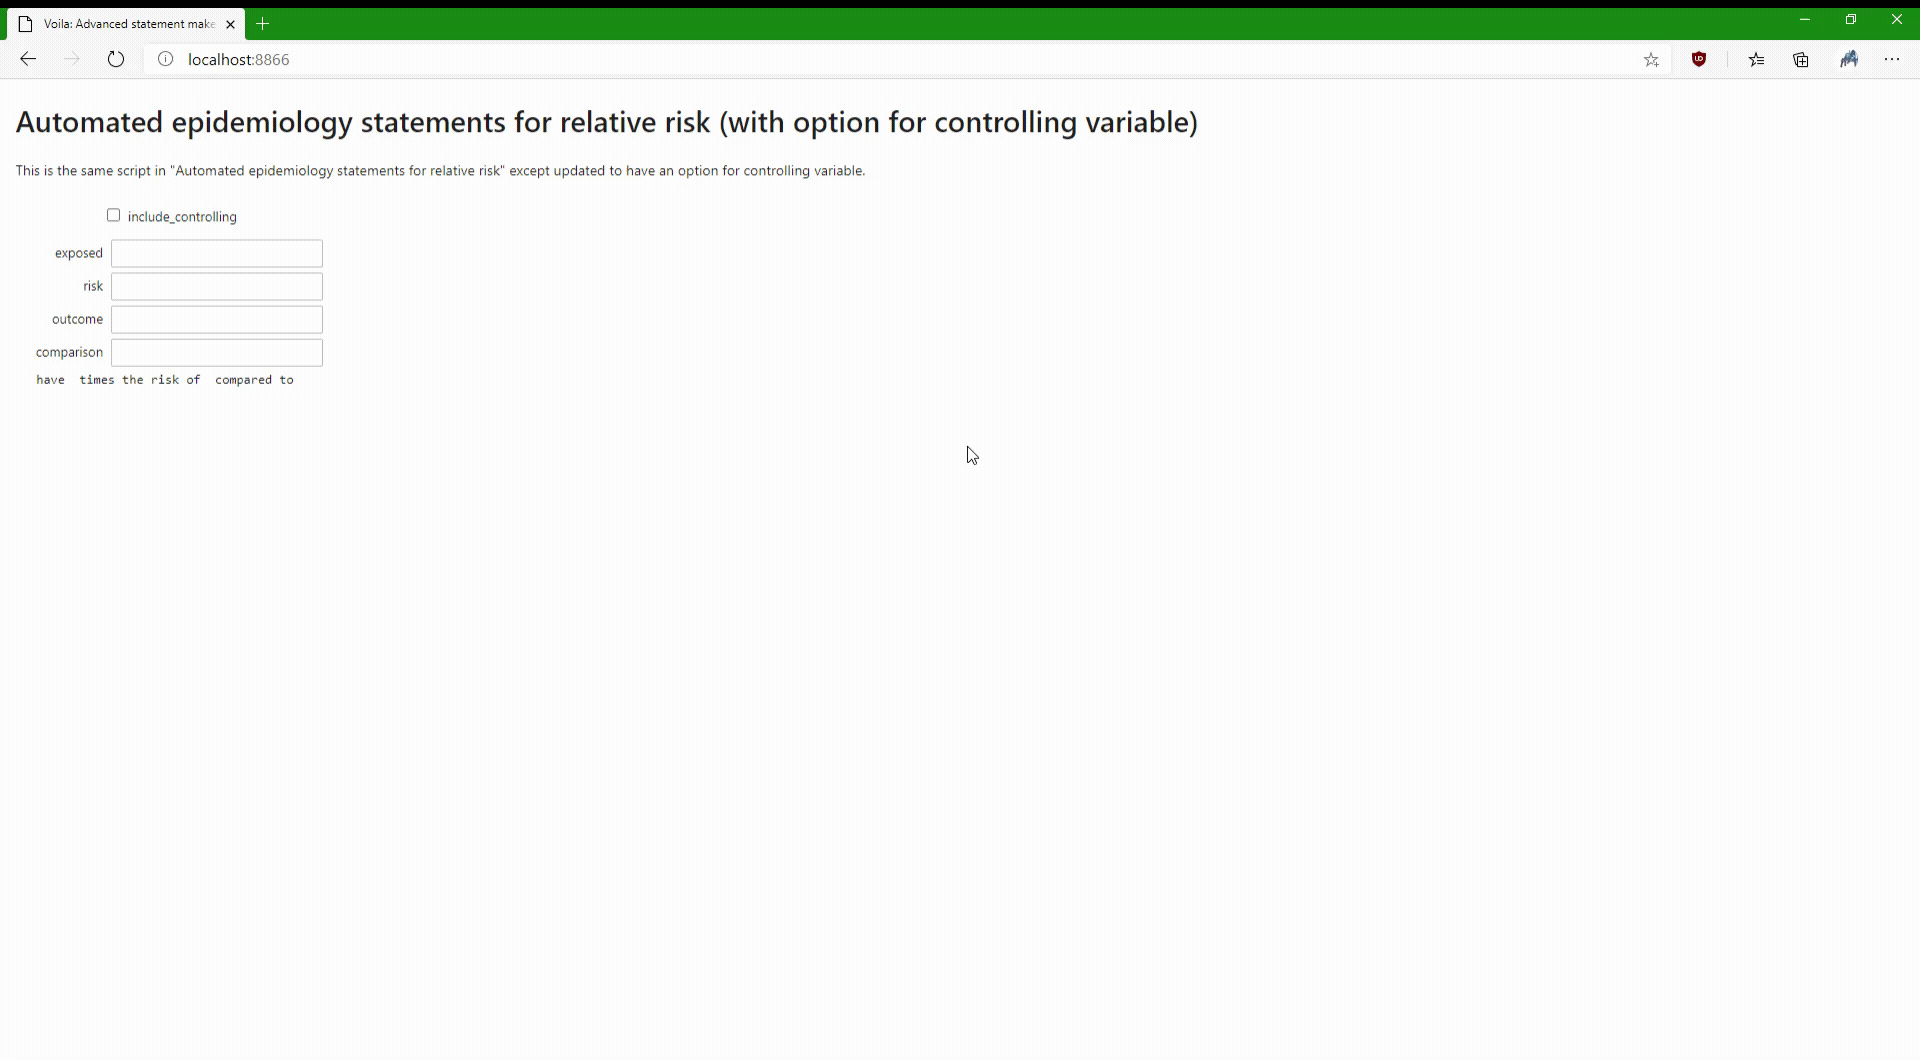 Voila: Advanced statement make
localhost:8866
Automated epidemiology statements for relative risk (with option for controlling variable)
This is the same script in "Automated epidemiology statements for relative risk" except updated to have an option for controlling variable.
include_controlling
exposed
risk
outcome
comparison
have  times the risk of  compared to